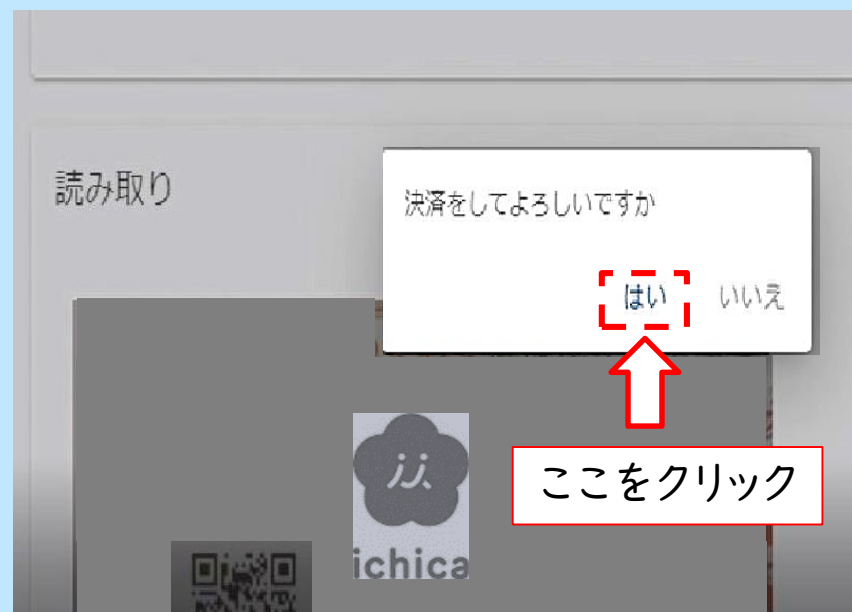 読み取り
決済をしてよろしいですか
はい いいえ
ここをクリック
ichica